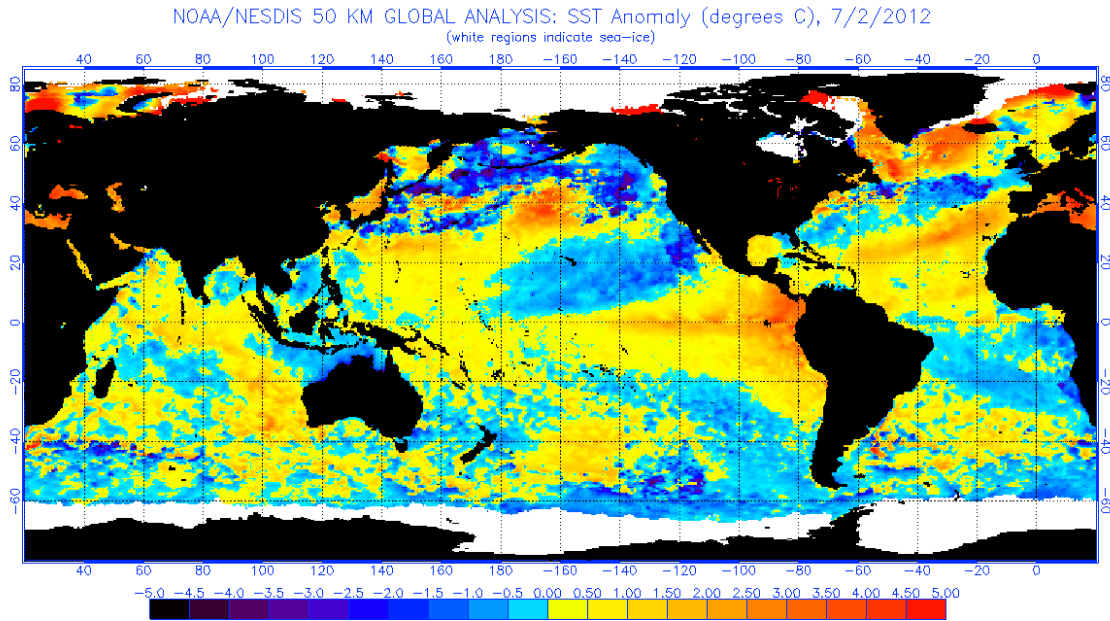 NOAA/NESDIS 50 KM GLOBAL ANALYSIS: SST Anomaly (degrees C), 7/2/2012
(white regions indicate sea-ice)
40 60 80 100 120 140 160 180 -160 -140 -120 -100 -80 -60 -40 -20 0
80 80
60 60
40 40
20 20
0 0
-20 -20
-40 -40
-60 -60
40 60 80 100 120 140 160 180 -160 -140 -120 -100 -80 -60 -40 -20 0
-5.0 -4.5 -4.0 -3.5 -3.0 -2.5 -2.0 -1.5 -1.0 -0.5 0.00 0.50 1.00 1.50 2.00 2.50 3.00 3.50 4.00 4.50 5.00